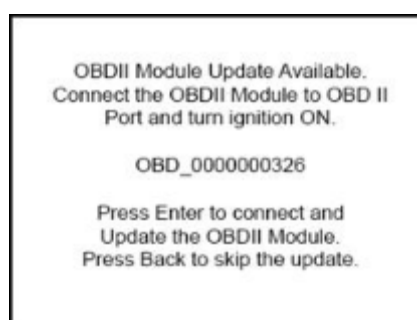 OBDII Module Update Available.
Connect the OBDII Module to OBD II
Port and turn ignition ON.
OBD_0000000326
Press Enter to connect and
Update the OBDII Module.
Press Back to skip the update.